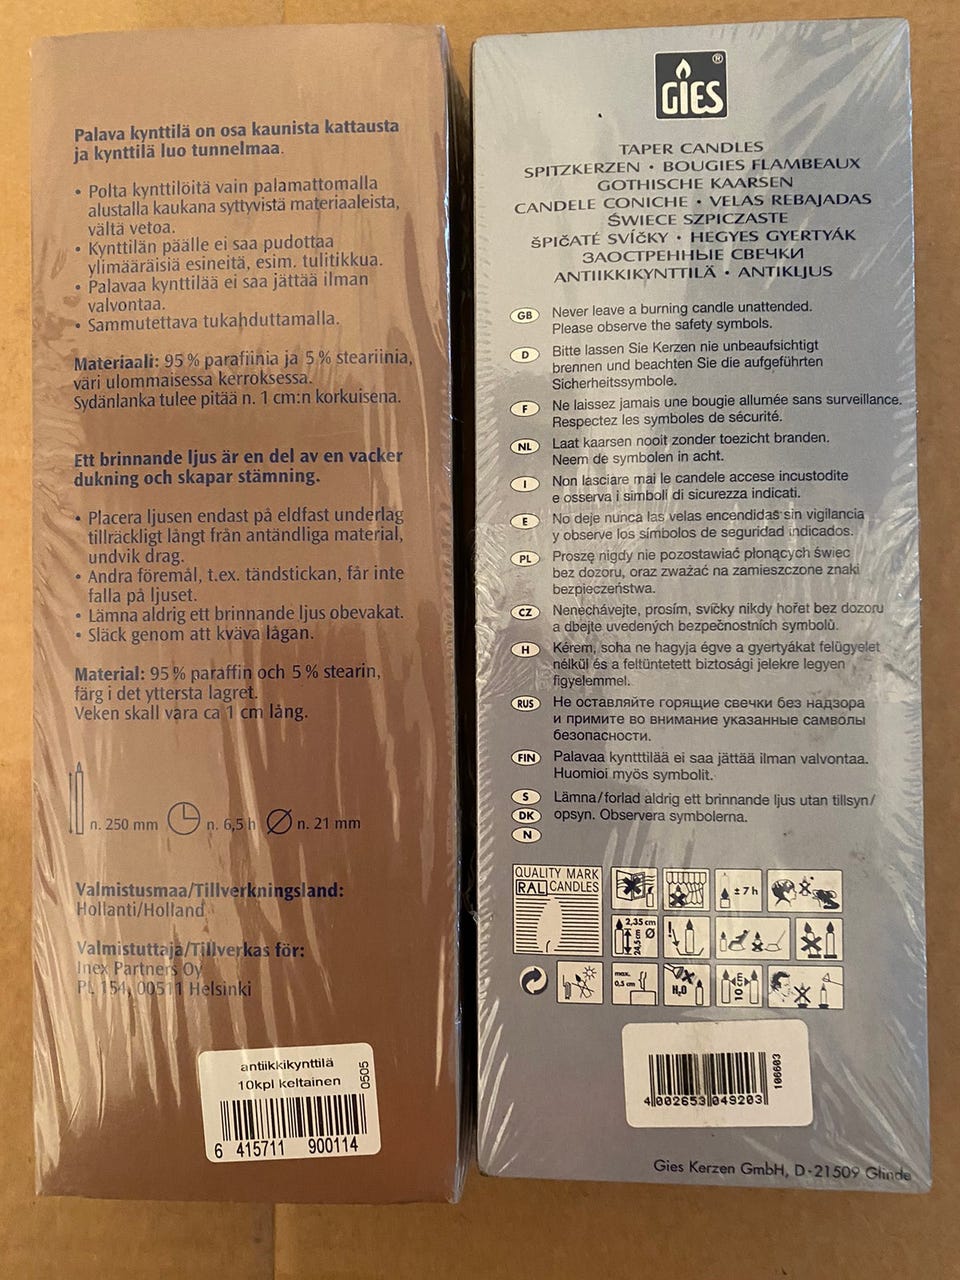 Palava kynttilä on osa kaunista kattausta
ja kynttilä luo tunnelmaa.
• Polta kynttilöitä vain palamattomalla
alustalla kaukana syttyvistä materiaaleista,
vältä vetoa.
• Kynttilän päälle ei saa pudottaa
ylimääräisiä esineitä, esim. tulitikkua.
• Palavaa kynttilää ei saa jättää ilman
valvontaa.
• Sammutettava tukahduttamalla.
Materiaali: 95 % parafiinia ja 5 % steariinia,
väri ulommaisessa kerroksessa.
Sydänlanka tulee pitää n. 1 cm:n korkuisena.
Ett brinnande ljus är en del av en vacker
dukning och skapar stämning.
• Placera ljusen endast på eldfast underlag
tillräckligt långt från antändliga material,
undvik drag.
• Andra föremål, t.ex. tändstickan, får inte
falla på ljuset.
• Lämna aldrig ett brinnande ljus obevakat.
• Släck genom att kväva lågan.
Material: 95 % paraffin och 5 % stearin,
färg i det yttersta lagret.
Veken skall vara ca 1 cm lång.
n. 250 mm n. 6,5 h n. 21 mm
Valmistusmaa/Tillverkningsland:
Hollanti/Holland
Valmistuttaja/Tillverkas för:
Inex Partners Oy
PL 154, 00511 Helsinki
antiikkikynttilä
10kpl keltainen
0505
6 415711 900114
GIES®
TAPER CANDLES
SPITZKERZEN • BOUGIES FLAMBEAUX
GOTHISCHE KAARSEN
CANDELE CONICHE • VELAS REBAJADAS
ŚWIECE SZPICZASTE
ŠPIČATÉ SVÍČKY • HEGYES GYERTYÁK
ЗАОСТРЕННЫЕ СВЕЧКИ
ANTIIKKIKYNTTILÄ • ANTIKLJUS
GB Never leave a burning candle unattended.
Please observe the safety symbols.
D Bitte lassen Sie Kerzen nie unbeaufsichtigt
brennen und beachten Sie die aufgeführten
Sicherheitssymbole.
F Ne laissez jamais une bougie allumée sans surveillance.
Respectez les symboles de sécurité.
NL Laat kaarsen nooit zonder toezicht branden.
Neem de symbolen in acht.
I Non lasciare mai le candele accese incustodite
e osserva i simboli di sicurezza indicati.
E No deje nunca las velas encendidas sin vigilancia
y observe los símbolos de seguridad indicados.
PL Proszę nigdy nie pozostawiać płonących świec
bez dozoru, oraz zważać na zamieszczone znaki
bezpieczeństwa.
CZ Nenechávejte, prosím, svíčky nikdy hořet bez dozoru
a dbejte uvedených bezpečnostních symbolů.
H Kérem, soha ne hagyja égve a gyertyákat felügyelet
nélkül és a feltüntetett biztosági jelekre legyen
figyelemmel.
RUS Не оставляйте горящие свечки без надзора
и примите во внимание указанные самволы
безопасности.
FIN Palavaa kyntttilää ei saa jättää ilman valvontaa.
Huomioi myös symbolit.
S Lämna/forlad aldrig ett brinnande ljus utan tillsyn/
DK opsyn. Observera symbolerna.
N
QUALITY MARK
RAL CANDLES
± 7 h
2,35 cm
Ø
24,5 cm
max.
0,5 cm
H₂O
10 cm
4 002653 049203
106603
Gies Kerzen GmbH, D-21509 Glinde